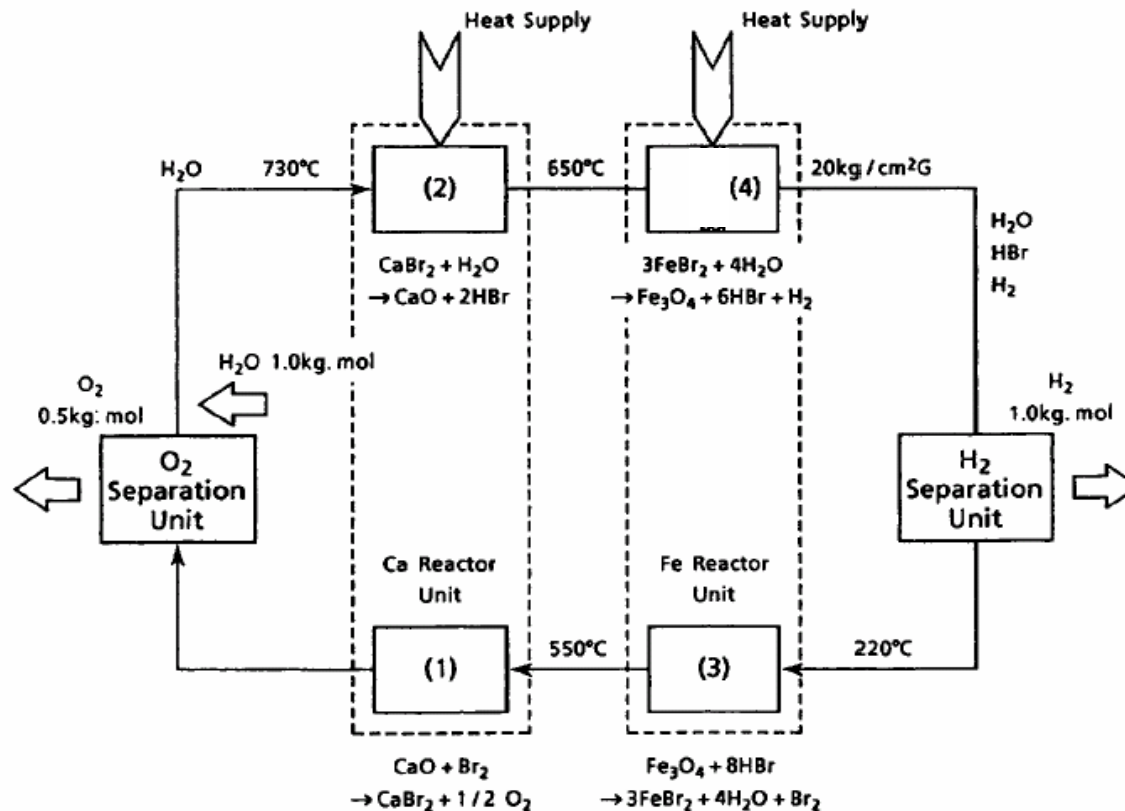 Heat Supply
Heat Supply
H₂O
730°C
(2)
650°C
(4)
20kg/cm²G
CaBr₂ + H₂O
→ CaO + 2HBr
3FeBr₂ + 4H₂O
→ Fe₃O₄ + 6HBr + H₂
H₂O
HBr
H₂
H₂O 1.0kg. mol
O₂
0.5kg. mol
H₂
1.0kg. mol
O₂
Separation
Unit
H₂
Separation
Unit
Ca Reactor
Unit
Fe Reactor
Unit
(1)
550°C
(3)
220°C
CaO + Br₂
→ CaBr₂ + 1/2 O₂
Fe₃O₄ + 8HBr
→ 3FeBr₂ + 4H₂O + Br₂